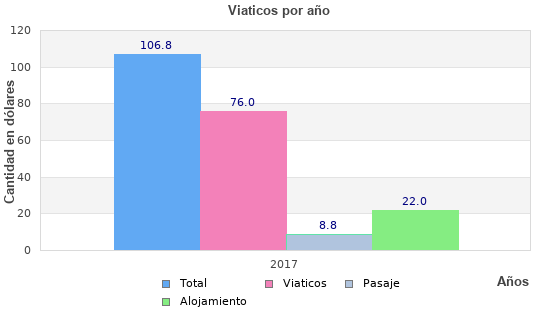 Viaticos por año
Cantidad en dólares
120
100
80
60
40
20
0
106.8
76.0
8.8
22.0
2017
Años
Total
Viaticos
Pasaje
Alojamiento